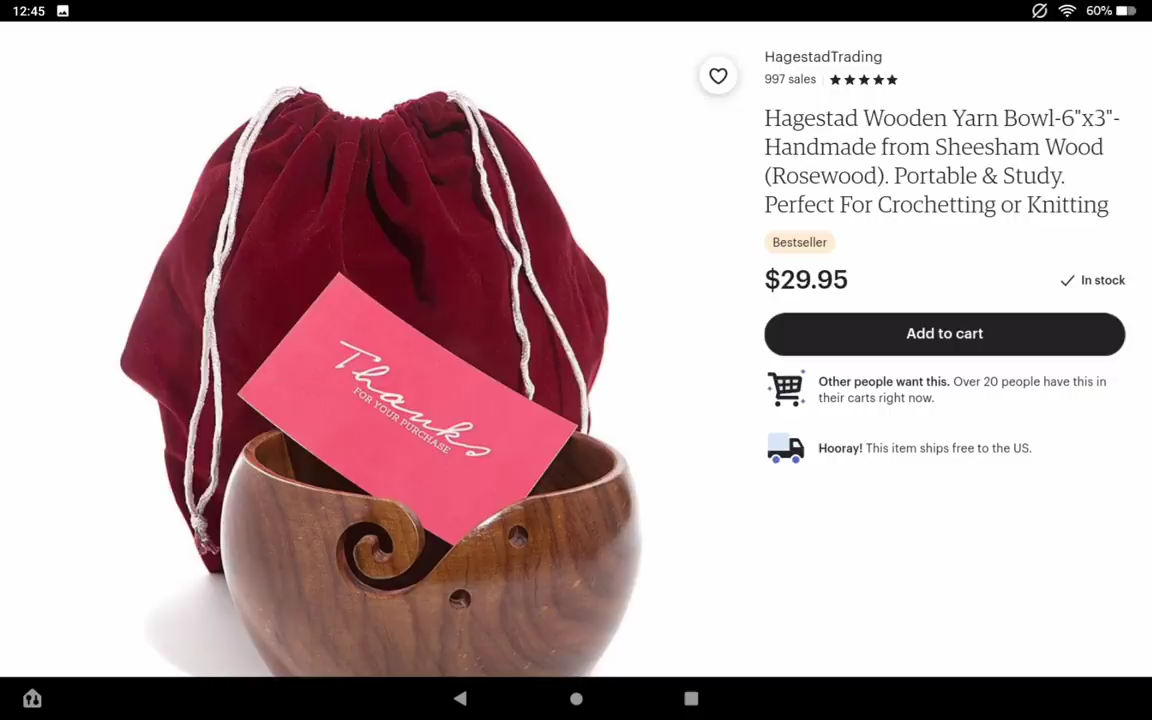 12:45
60%
HagestadTrading
997 sales
Hagestad Wooden Yarn Bowl-6"x3"-
Handmade from Sheesham Wood
(Rosewood). Portable & Study.
Perfect For Crochetting or Knitting
Bestseller
$29.95
In stock
Add to cart
Other people want this. Over 20 people have this in
their carts right now.
Hooray! This item ships free to the US.
Thanks
FOR YOUR PURCHASE